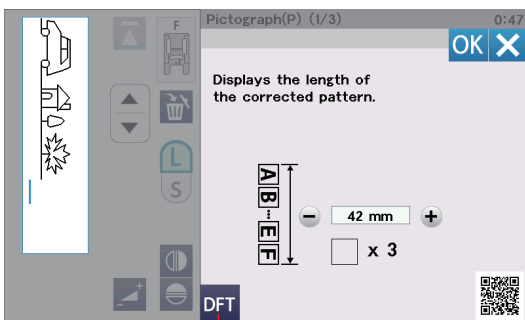 Pictograph(P) (1/3)
0:47
F
OK
Displays the length of
the corrected pattern.
L
S
A
B
E
F
42 mm
x 3
DFT